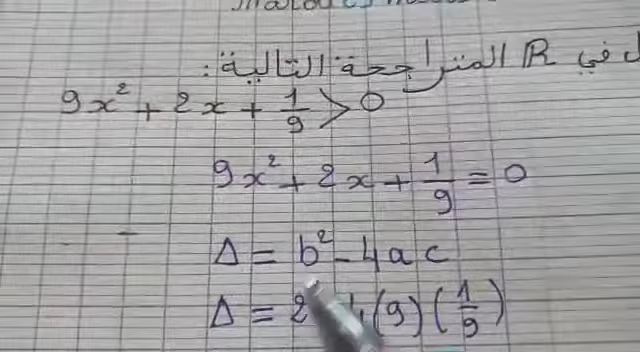 في R المتراجحة التالية:
9x² + 2x + 1/9 > 0
9x² + 2x + 1/9 = 0
Δ = b² - 4ac
Δ = 2 4(9)(1/9)